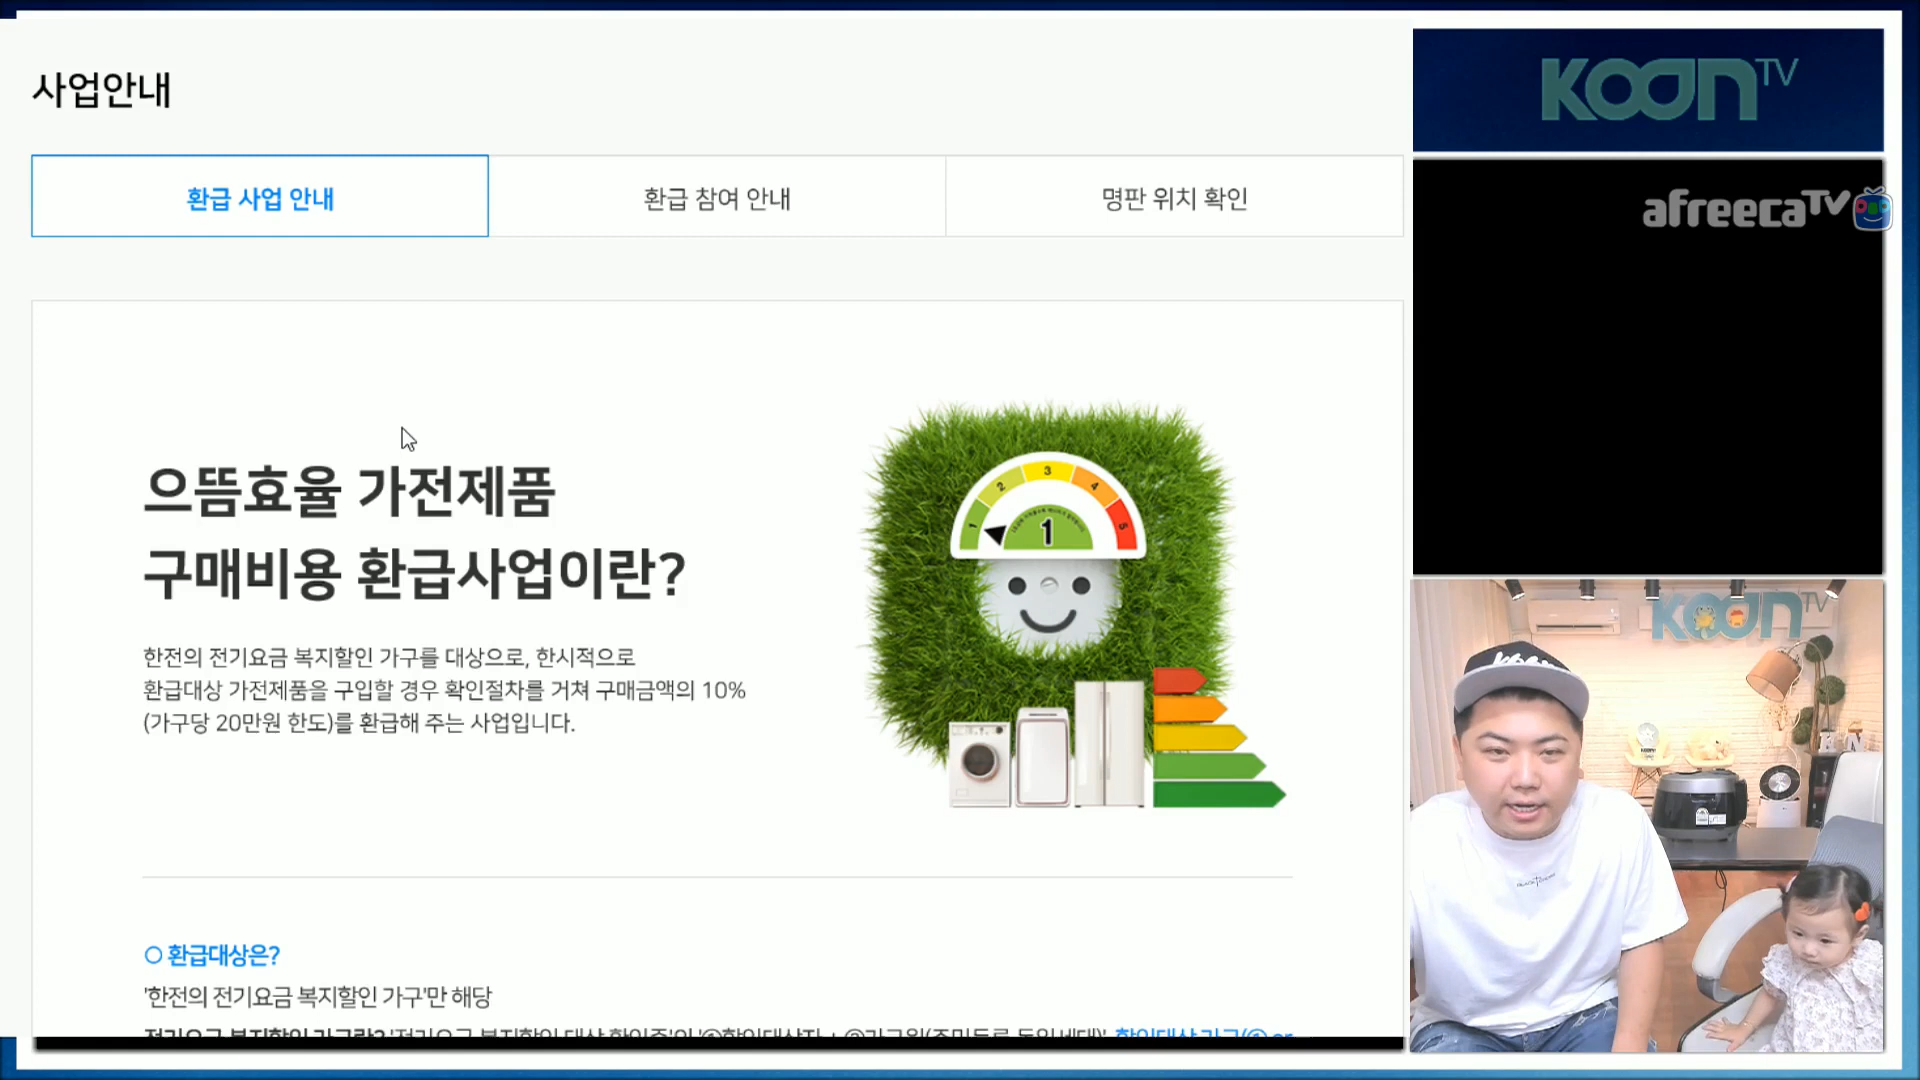 사업안내
환급 사업 안내
환급 참여 안내
명판 위치 확인
으뜸효율 가전제품
구매비용 환급사업이란?
한전의 전기요금 복지할인 가구를 대상으로, 한시적으로
환급대상 가전제품을 구입할 경우 확인절차를 거쳐 구매금액의 10%
(가구당 20만원 한도)를 환급해 주는 사업입니다.
1 2 3 4 5
1
○ 환급대상은?
'한전의 전기요금 복지할인 가구'만 해당
KOONTV
afreecaTV
KOONTV